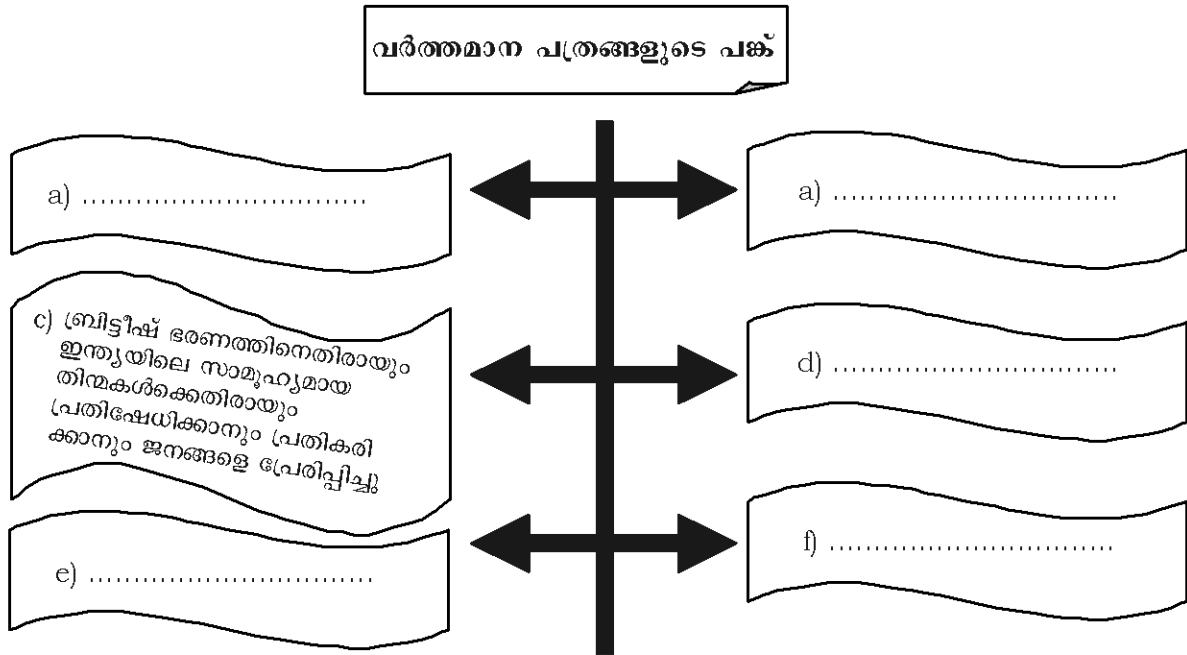 വർത്തമാന പത്രങ്ങളുടെ പങ്ക്
a) ..................................
a) ..................................
c) ബ്രിട്ടീഷ് ഭരണത്തിനെതിരായും
ഇന്ത്യയിലെ സാമൂഹ്യമായ
തിന്മകൾക്കെതിരായും
പ്രതിഷേധിക്കാനും പ്രതികരി
ക്കാനും ജനങ്ങളെ പ്രേരിപ്പിച്ചു
d) ..................................
e) ..................................
f) ..................................